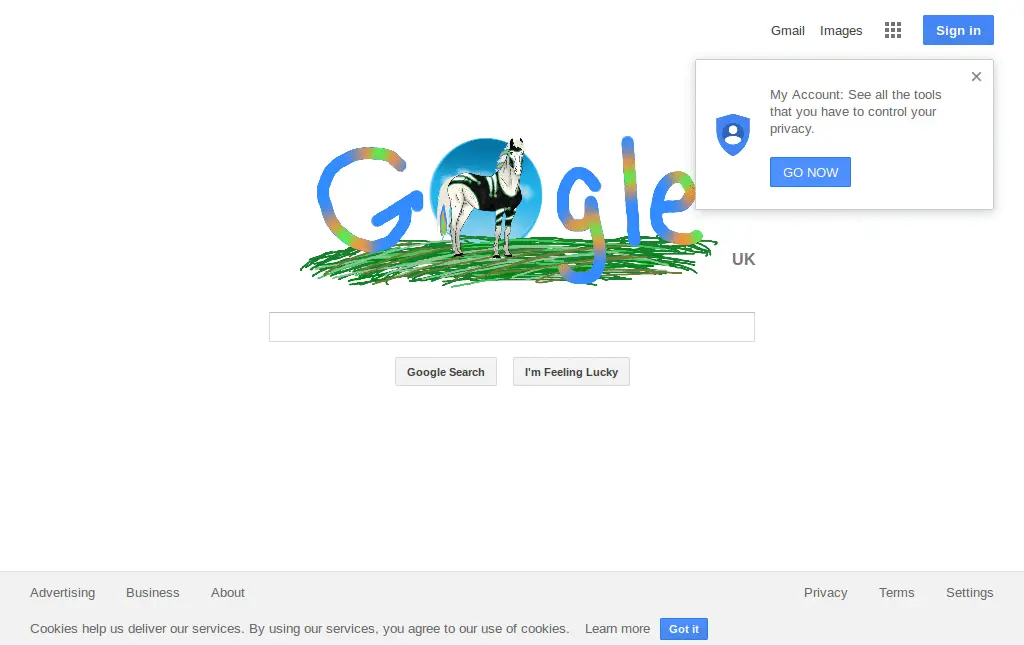 Gmail Images Sign in
My Account: See all the tools
that you have to control your
privacy.
GO NOW
Google
UK
Google Search I'm Feeling Lucky
Advertising Business About Privacy Terms Settings
Cookies help us deliver our services. By using our services, you agree to our use of cookies. Learn more Got it